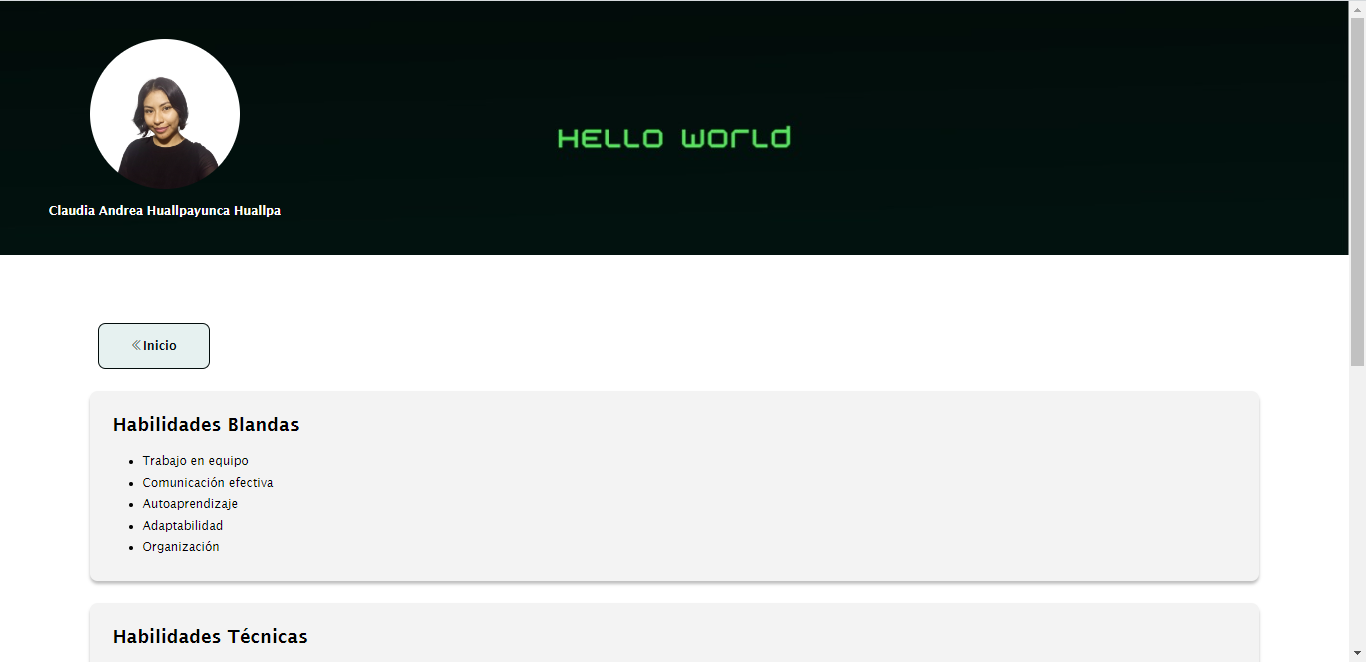 HELLO WORLD
Claudia Andrea Huallpayunca Huallpa
« Inicio
Habilidades Blandas
• Trabajo en equipo
• Comunicación efectiva
• Autoaprendizaje
• Adaptabilidad
• Organización
Habilidades Técnicas